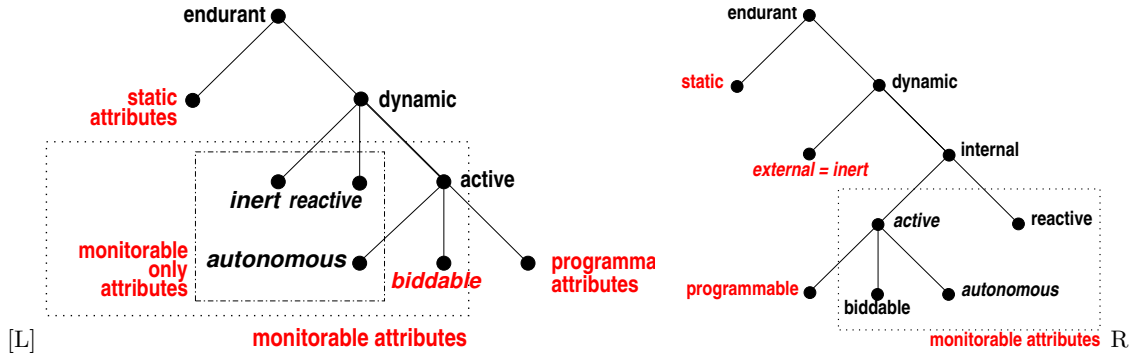 endurant
static
attributes
dynamic
inert reactive
active
monitorable
only
attributes
autonomous
biddable
programma
attributes
monitorable attributes
[L]
endurant
static
dynamic
external = inert
internal
active
reactive
programmable
biddable
autonomous
monitorable attributes
R